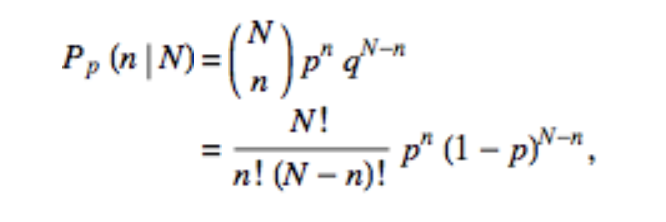 P_p (n | N) = \binom{N}{n} p^n q^{N-n}
= \frac{N!}{n! (N - n)!} p^n (1 - p)^{N-n},